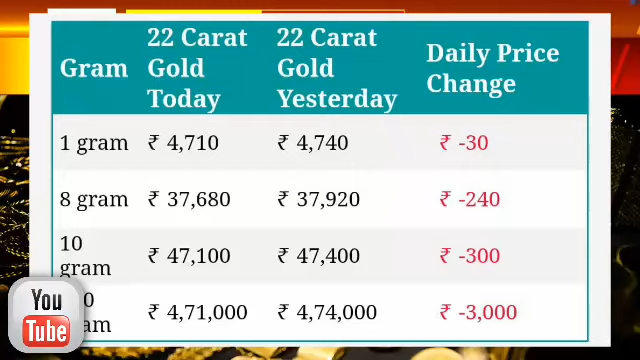 Gram 22 Carat Gold Today 22 Carat Gold Yesterday Daily Price Change
1 gram ₹ 4,710 ₹ 4,740 ₹ -30
8 gram ₹ 37,680 ₹ 37,920 ₹ -240
10 gram ₹ 47,100 ₹ 47,400 ₹ -300
₹ 4,71,000 ₹ 4,74,000 ₹ -3,000
You
Tube